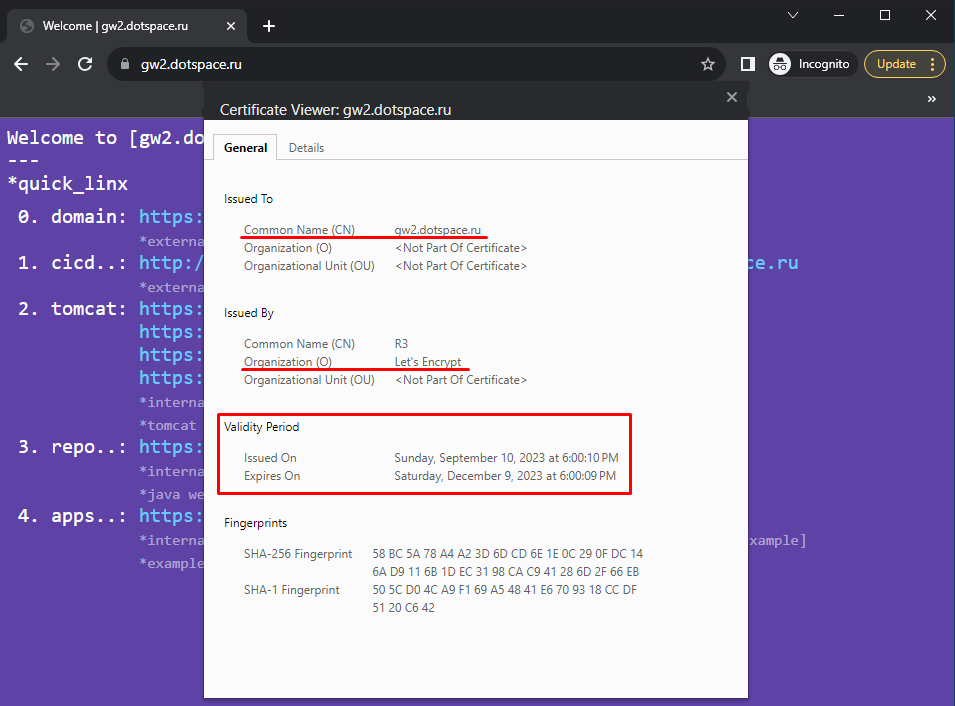 Welcome | gw2.dotspace.ru
gw2.dotspace.ru
Incognito
Update
»
Certificate Viewer: gw2.dotspace.ru
General Details
Issued To
Common Name (CN) gw2.dotspace.ru
Organization (O) <Not Part Of Certificate>
Organizational Unit (OU) <Not Part Of Certificate>
Issued By
Common Name (CN) R3
Organization (O) Let's Encrypt
Organizational Unit (OU) <Not Part Of Certificate>
Validity Period
Issued On Sunday, September 10, 2023 at 6:00:10 PM
Expires On Saturday, December 9, 2023 at 6:00:09 PM
Fingerprints
SHA-256 Fingerprint 58 BC 5A 78 A4 A2 3D 6D CD 6E 1E 0C 29 0F DC 14
6A D9 11 6B 1D EC 31 98 CA C9 41 28 6D 2F 66 EB
SHA-1 Fingerprint 50 5C D0 4C A9 F1 69 A5 48 41 E6 70 93 18 CC DF
51 20 C6 42
Welcome to [gw2.do
---
*quick_linx
0. domain: https:
*externa
1. cicd..: http:/ ce.ru
*externa
2. tomcat: https:
https:
https:
https:
*interna
*tomcat
3. repo..: https:
*interna
*java we
4. apps..: https:
*interna xample]
*example